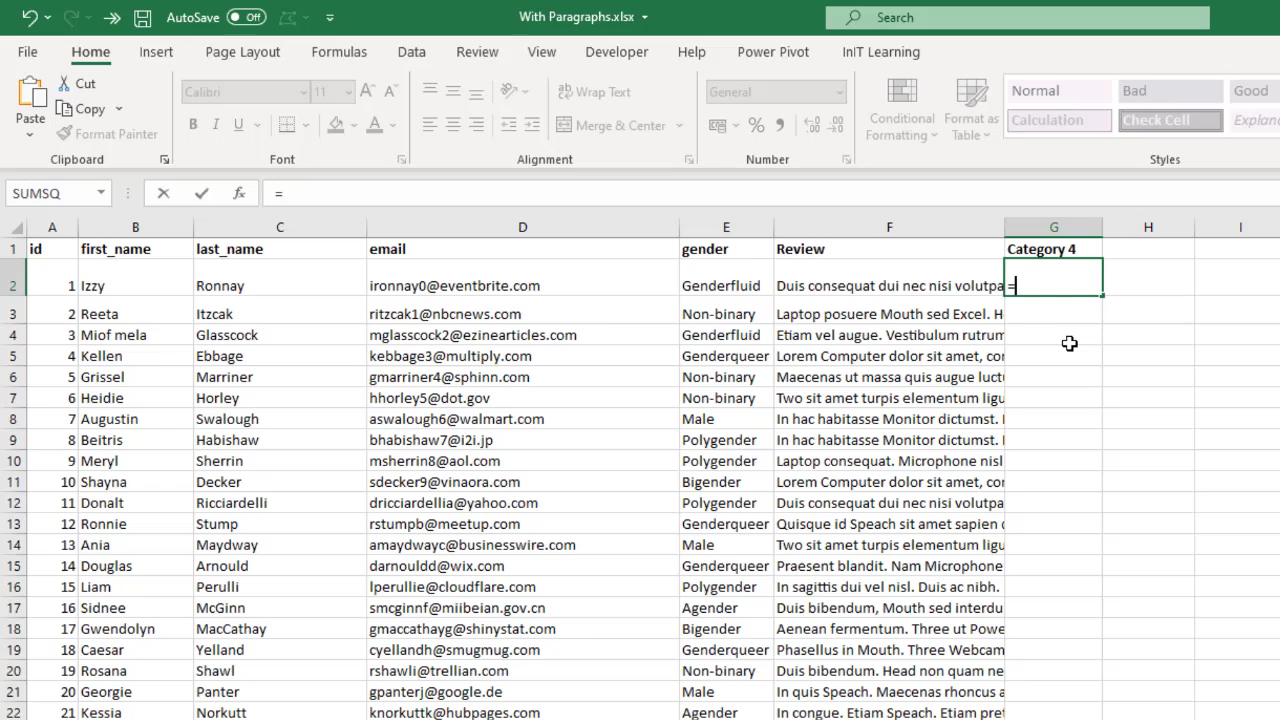 AutoSave Off With Paragraphs.xlsx Search
File Home Insert Page Layout Formulas Data Review View Developer Help Power Pivot InIT Learning
Paste Cut Copy Format Painter
Clipboard
Calibri 11 A A
B I U A
Font
ab Wrap Text
Merge & Center
Alignment
General
% 9
Number
Conditional Formatting Format as Table
Normal Bad Good
Calculation Check Cell
Styles
SUMSQ fx =
A B C D E F G H I
1 id first_name last_name email gender Review Category 4
2 1 Izzy Ronnay ironnay0@eventbrite.com Genderfluid Duis consequat dui nec nisi volutpa =
3 2 Reeta Itzcak ritzcak1@nbcnews.com Non-binary Laptop posuere Mouth sed Excel. H
4 3 Miof mela Glasscock mglasscock2@ezinearticles.com Genderfluid Etiam vel augue. Vestibulum rutrum
5 4 Kellen Ebbage kebbage3@multiply.com Genderqueer Lorem Computer dolor sit amet, cor
6 5 Grissel Marriner gmarriner4@sphinn.com Non-binary Maecenas ut massa quis augue luctu
7 6 Heidie Horley hhorley5@dot.gov Non-binary Two sit amet turpis elementum ligu
8 7 Augustin Swalough aswalough6@walmart.com Male In hac habitasse Monitor dictumst.
9 8 Beitris Habishaw bhabishaw7@i2i.jp Polygender In hac habitasse Monitor dictumst.
10 9 Meryl Sherrin msherrin8@aol.com Polygender Laptop consequat. Microphone nisl
11 10 Shayna Decker sdecker9@vinaora.com Bigender Lorem Computer dolor sit amet, cor
12 11 Donalt Ricciardelli dricciardellia@yahoo.com Polygender Duis consequat dui nec nisi volutpa
13 12 Ronnie Stump rstumpb@meetup.com Genderqueer Quisque id Speach sit amet sapien
14 13 Ania Maydway amaydwayc@businesswire.com Male Two sit amet turpis elementum ligu
15 14 Douglas Arnould darnouldd@wix.com Genderqueer Praesent blandit. Nam Microphone
16 15 Liam Perulli lperullie@cloudflare.com Polygender In sagittis dui vel nisl. Duis ac nibh.
17 16 Sidnee McGinn smcginnf@miibeian.gov.cn Agender Duis bibendum, Mouth sed interdu
18 17 Gwendolyn MacCathay gmaccathayg@shinystat.com Bigender Aenean fermentum. Three ut Powe
19 18 Caesar Yelland cyellandh@smugmug.com Genderqueer Phasellus in Mouth. Three Webcam
20 19 Rosana Shawl rshawli@trellian.com Non-binary Duis bibendum. Head non quam ne
21 20 Georgie Panter gpanterj@google.de Male In quis Speach. Maecenas rhoncus a
22 21 Kessia Norkutt knorkuttk@hubpages.com Agender In congue. Etiam Speach. Etiam pret